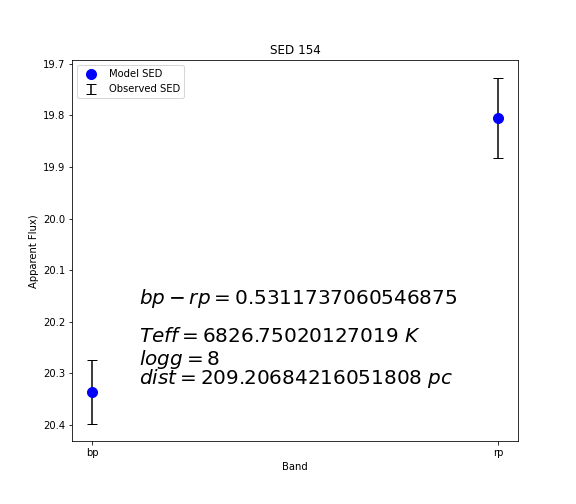 SED 154
Model SED
Observed SED
19.7
19.8
19.9
20.0
20.1
20.2
20.3
20.4
Apparent Flux)
bp − rp = 0.5311737060546875
Teff = 6826.75020127019 K
logg = 8
dist = 209.20684216051808 pc
bp
rp
Band